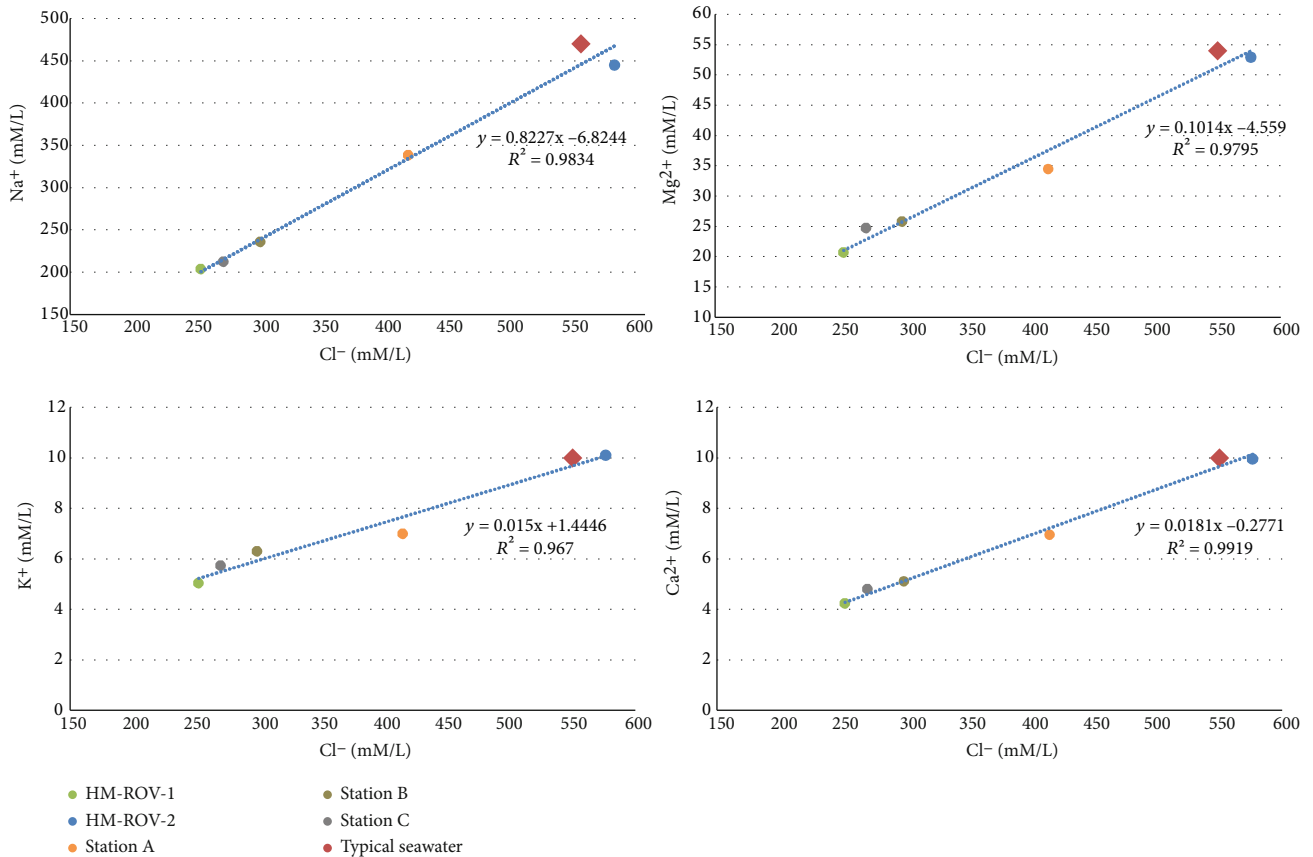 500
450
400
350
300
250
200
150
Na⁺ (mM/L)
y = 0.8227x −6.8244
R² = 0.9834
150 200 250 300 400 450 500 550 600
Cl⁻ (mM/L)
60
55
50
45
40
35
30
25
20
15
10
Mg²⁺ (mM/L)
y = 0.1014x −4.559
R² = 0.9795
150 200 250 300 400 450 500 550 600
Cl⁻ (mM/L)
12
10
8
6
4
2
0
K⁺ (mM/L)
y = 0.015x +1.4446
R² = 0.967
150 200 250 300 400 450 500 550 600
Cl⁻ (mM/L)
12
10
8
6
4
2
0
Ca²⁺ (mM/L)
y = 0.0181x −0.2771
R² = 0.9919
150 200 250 300 400 450 500 550 600
Cl⁻ (mM/L)
HM-ROV-1
HM-ROV-2
Station A
Station B
Station C
Typical seawater